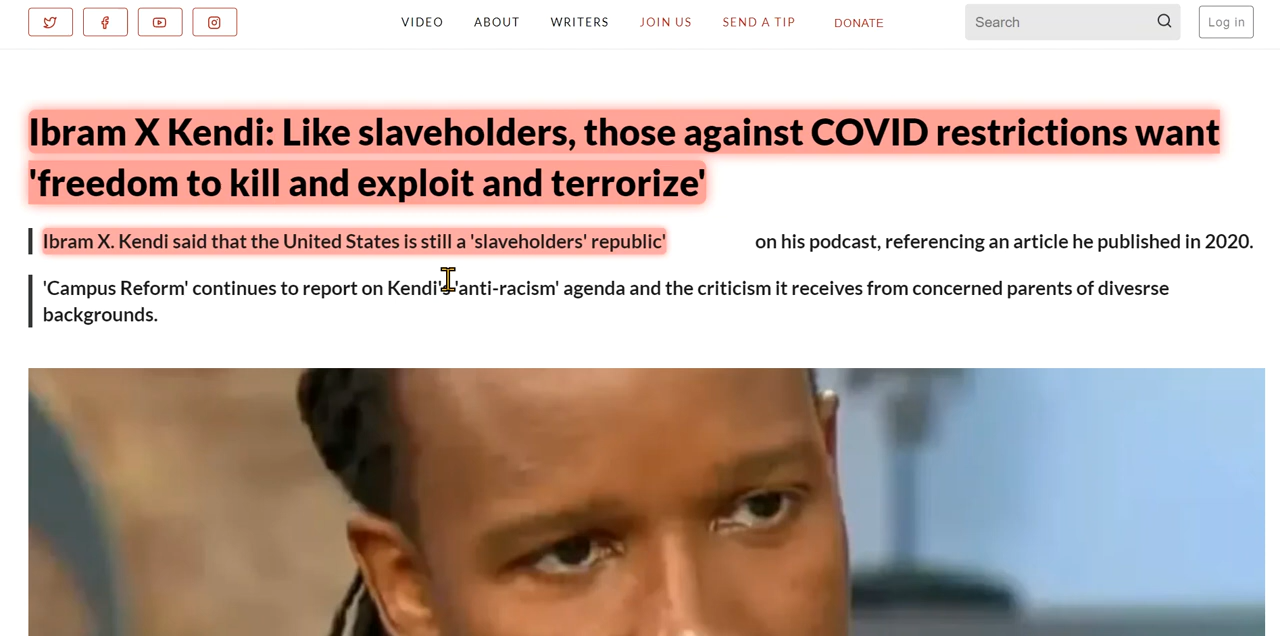 VIDEO ABOUT WRITERS JOIN US SEND A TIP DONATE Search Log in
Ibram X Kendi: Like slaveholders, those against COVID restrictions want
'freedom to kill and exploit and terrorize'
Ibram X. Kendi said that the United States is still a 'slaveholders' republic' on his podcast, referencing an article he published in 2020.
'Campus Reform' continues to report on Kendi's 'anti-racism' agenda and the criticism it receives from concerned parents of divesrse
backgrounds.